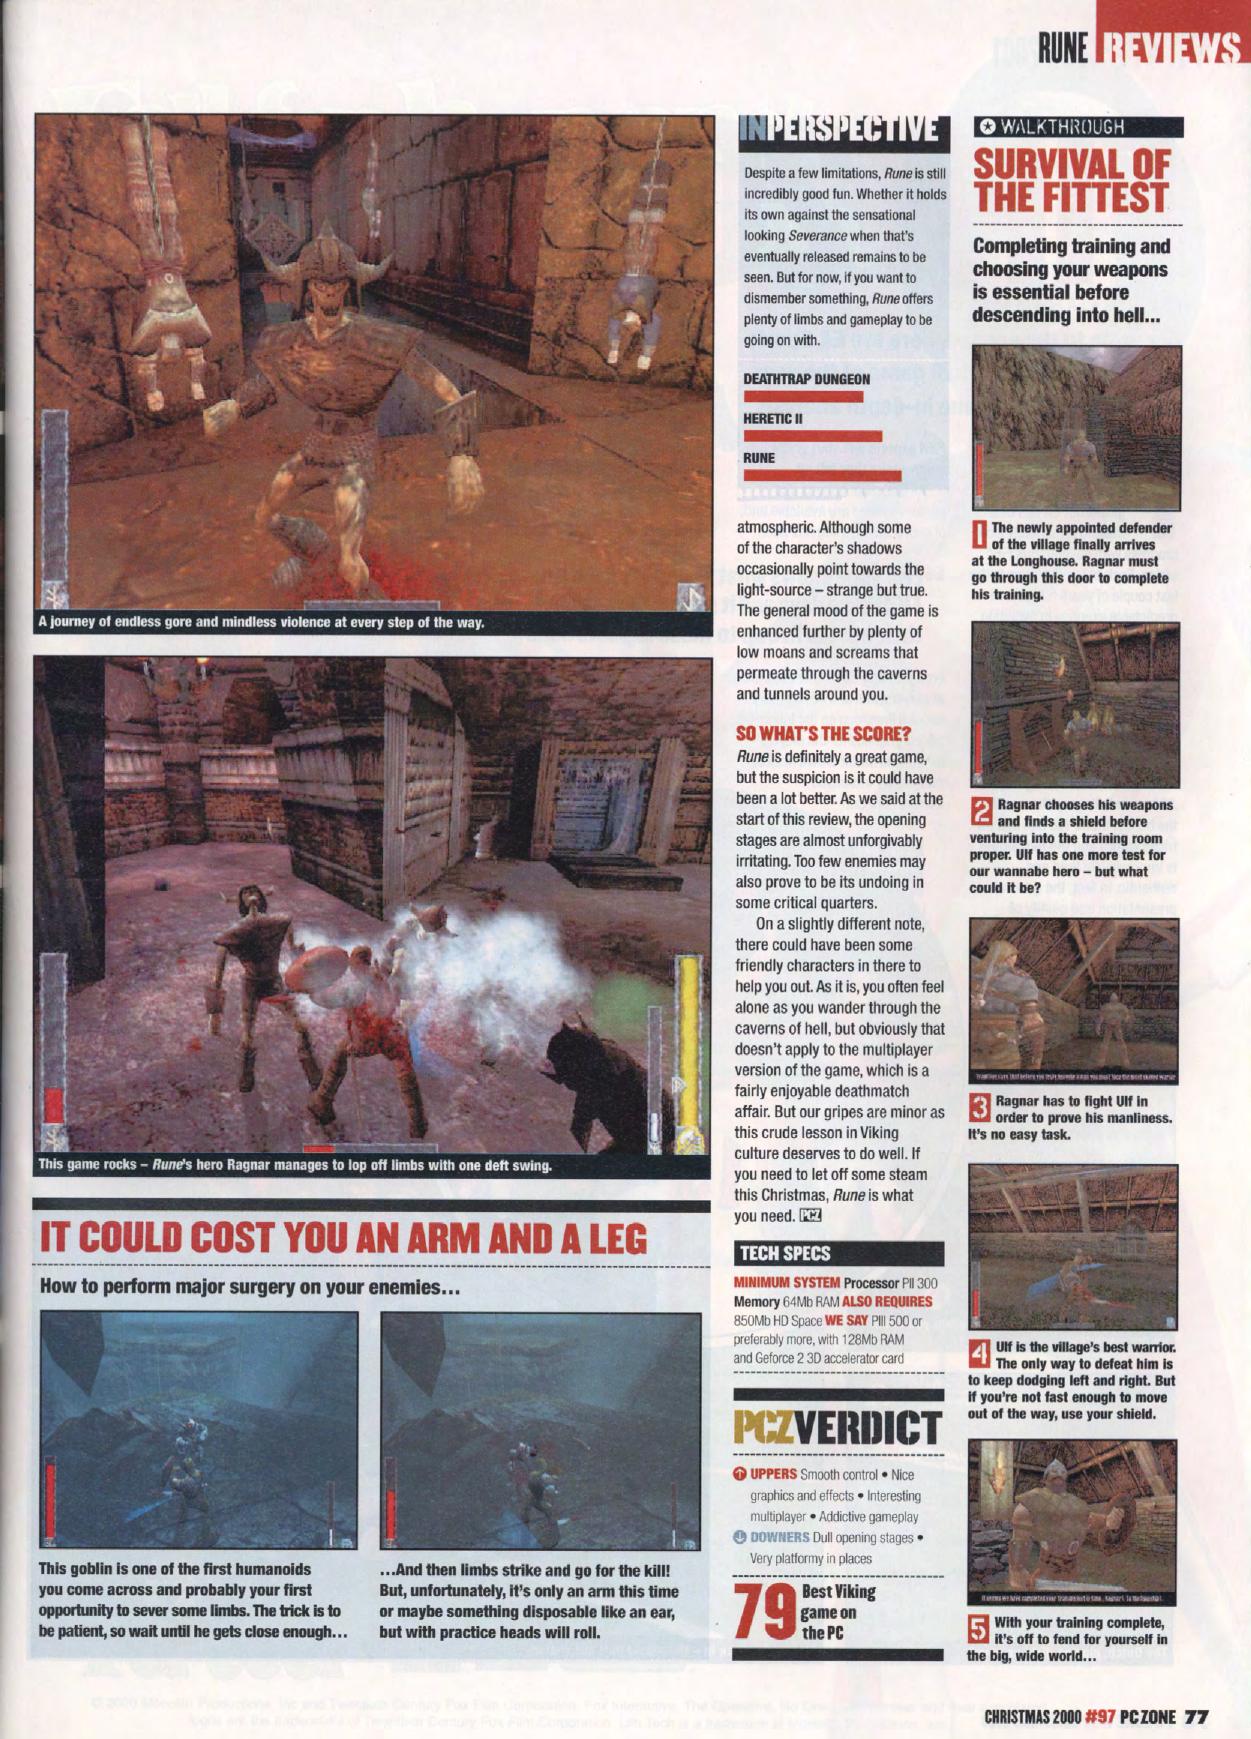 RUNE REVIEWS
A journey of endless gore and mindless violence at every step of the way.
This game rocks – Rune's hero Ragnar manages to lop off limbs with one deft swing.
IT COULD COST YOU AN ARM AND A LEG
How to perform major surgery on your enemies...
This goblin is one of the first humanoids
you come across and probably your first
opportunity to sever some limbs. The trick is to
be patient, so wait until he gets close enough...
...And then limbs strike and go for the kill!
But, unfortunately, it's only an arm this time
or maybe something disposable like an ear,
but with practice heads will roll.
INPERSPECTIVE
Despite a few limitations, Rune is still
incredibly good fun. Whether it holds
its own against the sensational
looking Severance when that's
eventually released remains to be
seen. But for now, if you want to
dismember something, Rune offers
plenty of limbs and gameplay to be
going on with.
DEATHTRAP DUNGEON
HERETIC II
RUNE
atmospheric. Although some
of the character's shadows
occasionally point towards the
light-source – strange but true.
The general mood of the game is
enhanced further by plenty of
low moans and screams that
permeate through the caverns
and tunnels around you.
SO WHAT'S THE SCORE?
Rune is definitely a great game,
but the suspicion is it could have
been a lot better. As we said at the
start of this review, the opening
stages are almost unforgivably
irritating. Too few enemies may
also prove to be its undoing in
some critical quarters.
On a slightly different note,
there could have been some
friendly characters in there to
help you out. As it is, you often feel
alone as you wander through the
caverns of hell, but obviously that
doesn't apply to the multiplayer
version of the game, which is a
fairly enjoyable deathmatch
affair. But our gripes are minor as
this crude lesson in Viking
culture deserves to do well. If
you need to let off some steam
this Christmas, Rune is what
you need. PCZ
TECH SPECS
MINIMUM SYSTEM Processor PII 300
Memory 64Mb RAM ALSO REQUIRES
850Mb HD Space WE SAY PIII 500 or
preferably more, with 128Mb RAM
and Geforce 2 3D accelerator card
PCZVERDICT
UPPERS Smooth control • Nice
graphics and effects • Interesting
multiplayer • Addictive gameplay
DOWNERS Dull opening stages •
Very platformy in places
79 Best Viking
game on
the PC
WALKTHROUGH
SURVIVAL OF
THE FITTEST
Completing training and
choosing your weapons
is essential before
descending into hell...
1 The newly appointed defender
of the village finally arrives
at the Longhouse. Ragnar must
go through this door to complete
his training.
2 Ragnar chooses his weapons
and finds a shield before
venturing into the training room
proper. Ulf has one more test for
our wannabe hero – but what
could it be?
3 Ragnar has to fight Ulf in
order to prove his manliness.
It's no easy task.
4 Ulf is the village's best warrior.
The only way to defeat him is
to keep dodging left and right. But
if you're not fast enough to move
out of the way, use your shield.
5 With your training complete,
it's off to fend for yourself in
the big, wide world...
CHRISTMAS 2000 #97 PC ZONE 77